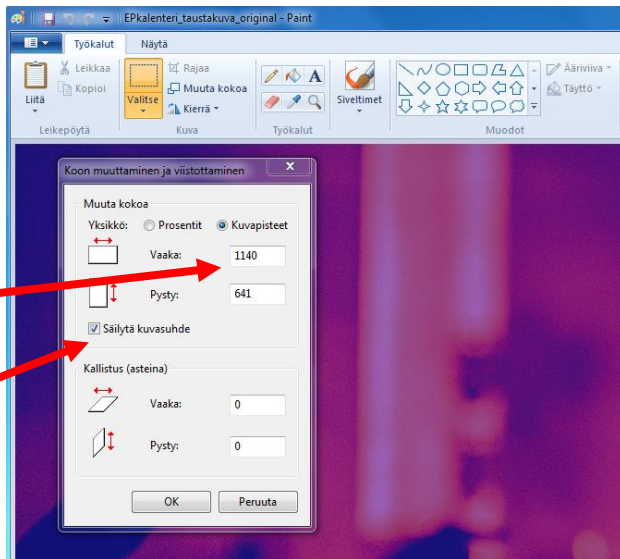 EPkalenteri_taustakuva_original - Paint
Työkalut Näytä
Liitä
Leikkaa
Kopioi
Leikepöytä
Valitse
Rajaa
Muuta kokoa
Kierrä
Kuva
A
Työkalut
Siveltimet
Muodot
Ääriviiva
Täyttö
Koon muuttaminen ja viistottaminen x
Muuta kokoa
Yksikkö: Prosentit Kuvapisteet
Vaaka: 1140
Pysty: 641
Säilytä kuvasuhde
Kallistus (asteina)
Vaaka: 0
Pysty: 0
OK Peruuta